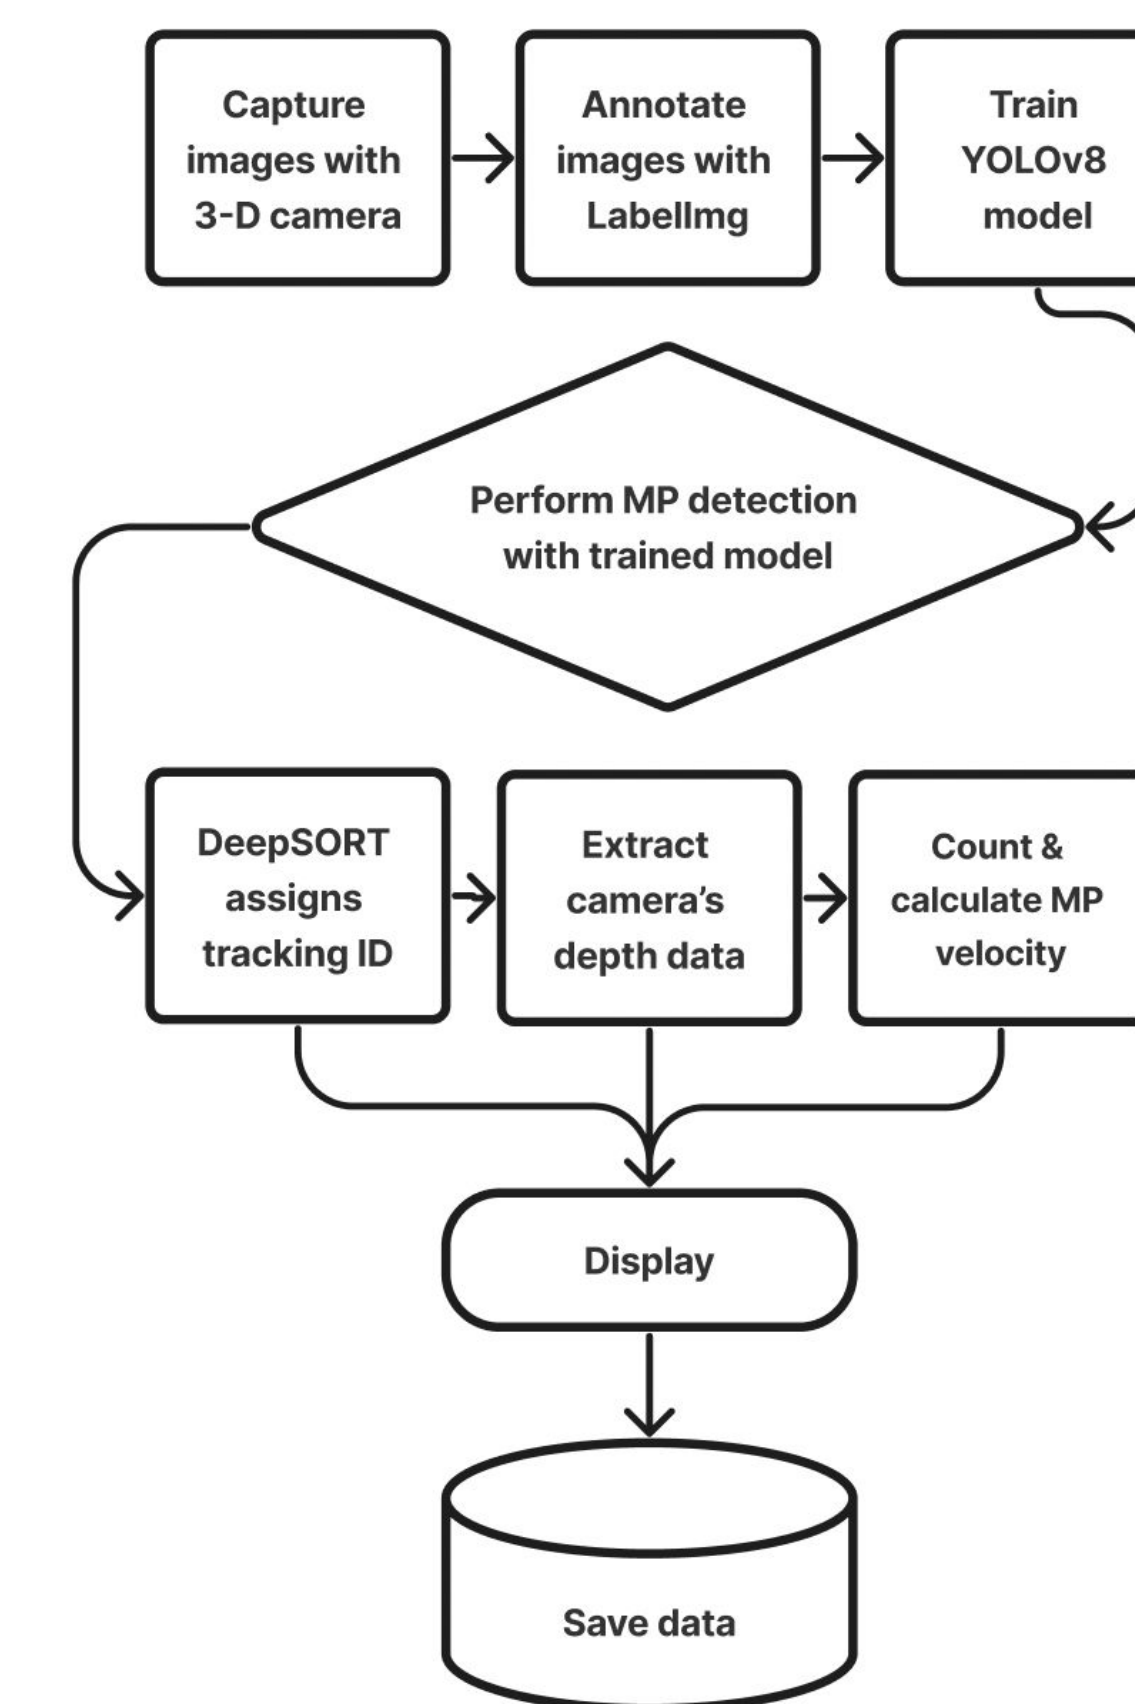 Capture
images with
3-D camera
Annotate
images with
LabelImg
Train
YOLOv8
model
Perform MP detection
with trained model
DeepSORT
assigns
tracking ID
Extract
camera’s
depth data
Count &
calculate MP
velocity
Display
Save data